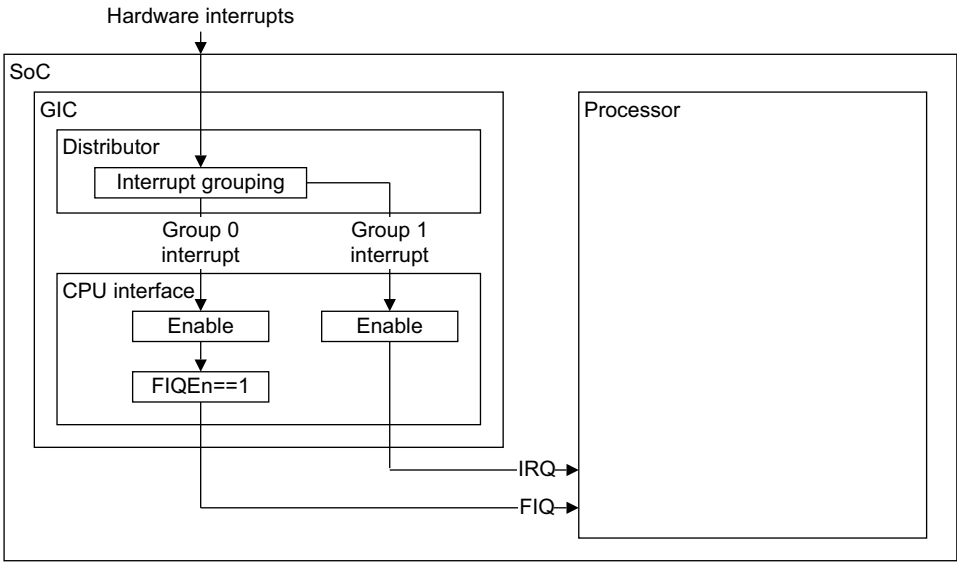 Hardware interrupts
SoC
GIC
Processor
Distributor
Interrupt grouping
Group 0
interrupt
Group 1
interrupt
CPU interface
Enable
Enable
FIQEn==1
IRQ
FIQ